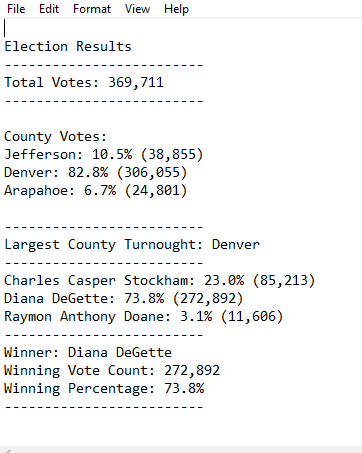 File Edit Format View Help
Election Results
-------------------------
Total Votes: 369,711
-------------------------
County Votes:
Jefferson: 10.5% (38,855)
Denver: 82.8% (306,055)
Arapahoe: 6.7% (24,801)
-------------------------
Largest County Turnought: Denver
-------------------------
Charles Casper Stockham: 23.0% (85,213)
Diana DeGette: 73.8% (272,892)
Raymon Anthony Doane: 3.1% (11,606)
-------------------------
Winner: Diana DeGette
Winning Vote Count: 272,892
Winning Percentage: 73.8%
-------------------------